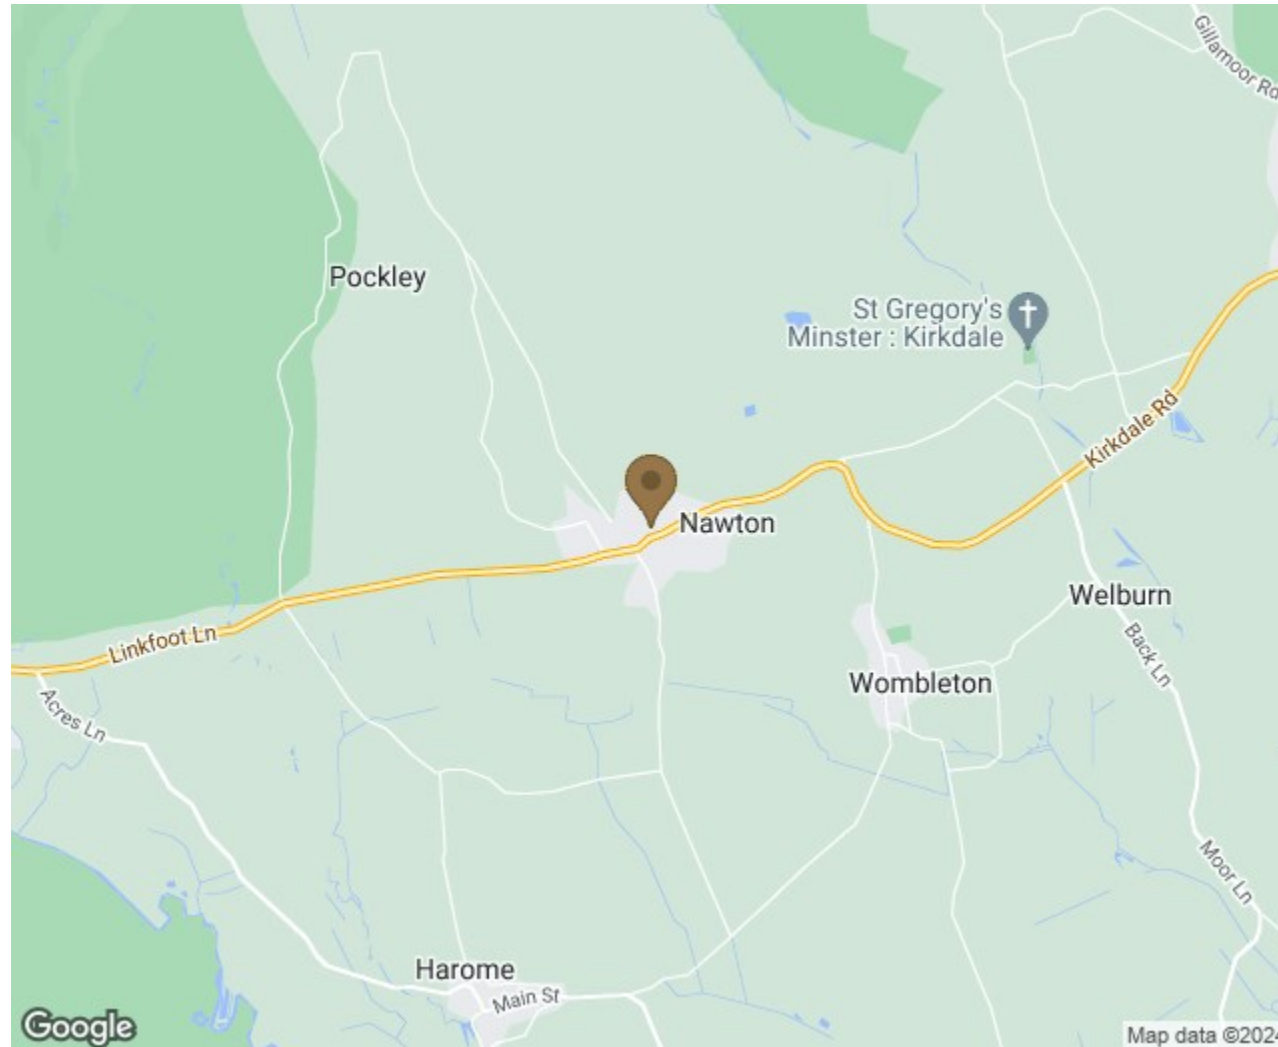 Gillamoor Rd
Pockley
St Gregory's
Minster : Kirkdale
Kirkdale Rd
Nawton
Welburn
Linkfoot Ln
Back Ln
Wombleton
Acres Ln
Moor Ln
Harome
Main St
Google
Map data ©2024